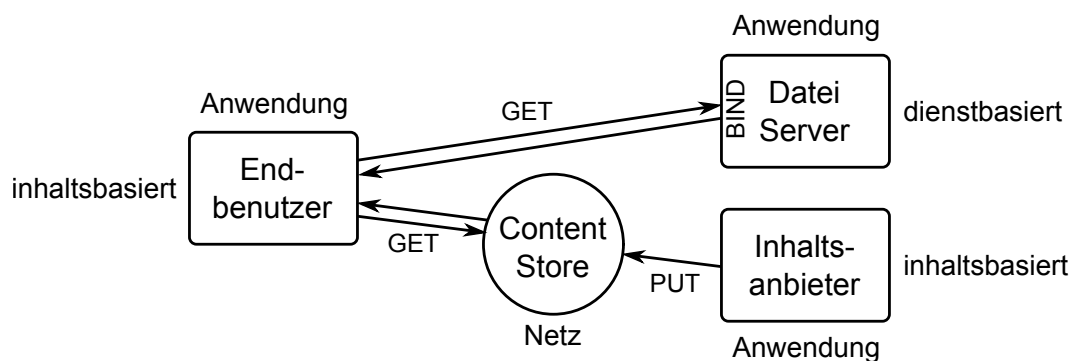 Anwendung
BIND
Datei
Server
dienstbasiert
GET
Anwendung
inhaltsbasiert
End-
benutzer
GET
Content
Store
Netz
PUT
Inhalts-
anbieter
inhaltsbasiert
Anwendung